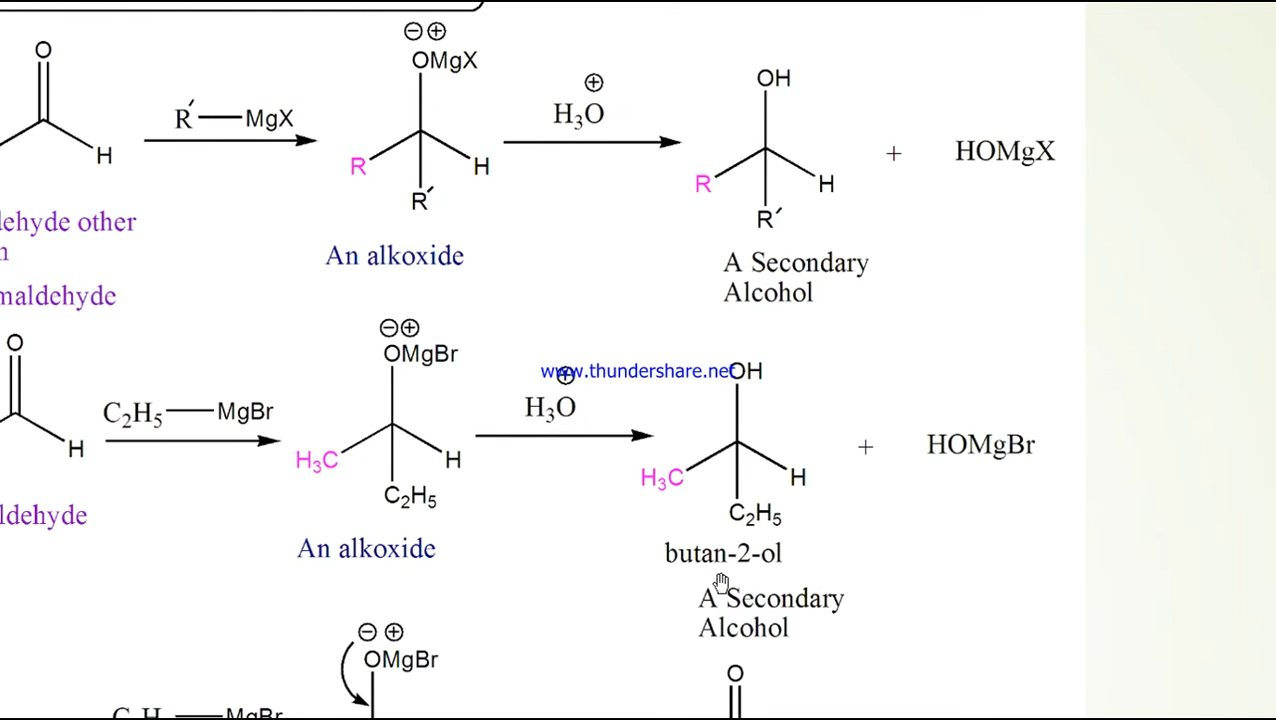 ⊖⊕
O
OMgX
OH
⊕
R′—MgX
H₃O
HOMgX
+
H
R
H
R
H
R′
R′
dehyde other
An alkoxide
A Secondary
Alcohol
maldehyde
⊖⊕
O
OMgBr
www.thundershare.net
OH
⊕
C₂H₅—MgBr
H₃O
+
HOMgBr
H
H₃C
H
H₃C
H
C₂H₅
C₂H₅
ldehyde
An alkoxide
butan-2-ol
A Secondary
Alcohol
⊖ ⊕
OMgBr
O